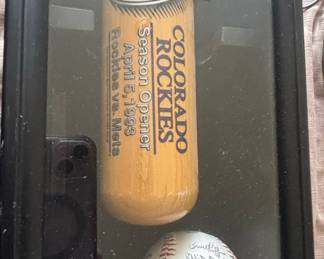 COLORADO
ROCKIES
Season Opener
April 5, 1993
Rockies vs. Mets